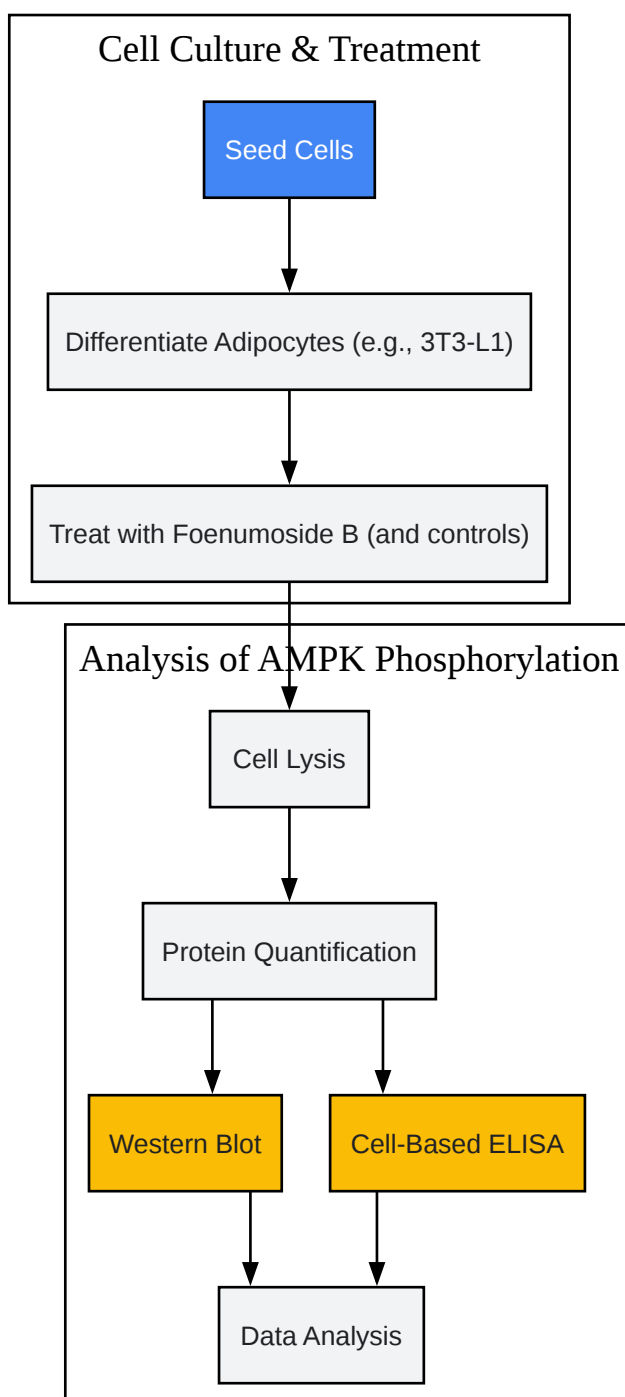 Cell Culture & Treatment
Seed Cells
Differentiate Adipocytes (e.g., 3T3-L1)
Treat with Foenumoside B (and controls)
Analysis of AMPK Phosphorylation
Cell Lysis
Protein Quantification
Western Blot
Cell-Based ELISA
Data Analysis